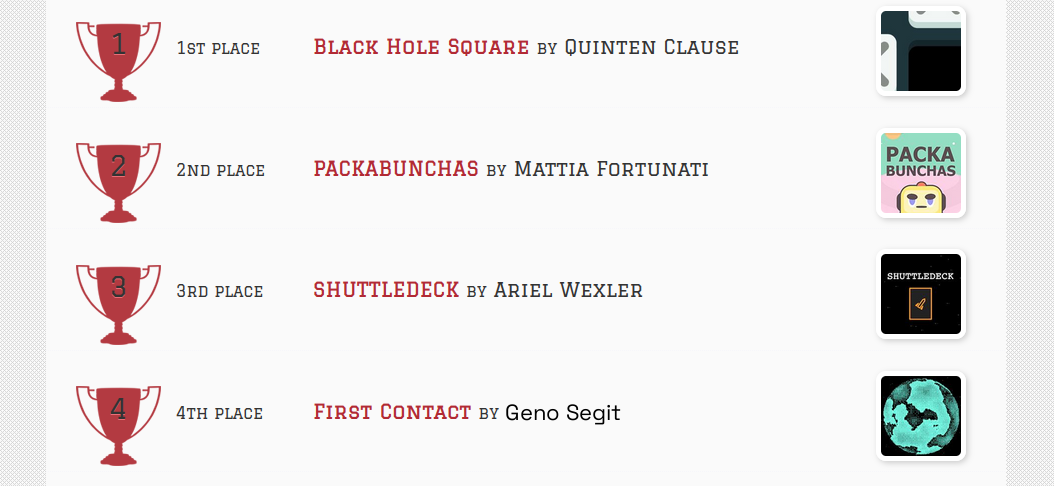 1 1st place Black Hole Square by Quinten Clause
2 2nd place PACKABUNCHAS by Mattia Fortunati
PACKA
BUNCHAS
3 3rd place SHUTTLEDECK by Ariel Wexler
SHUTTLEDECK
4 4th place First Contact by Geno Segit